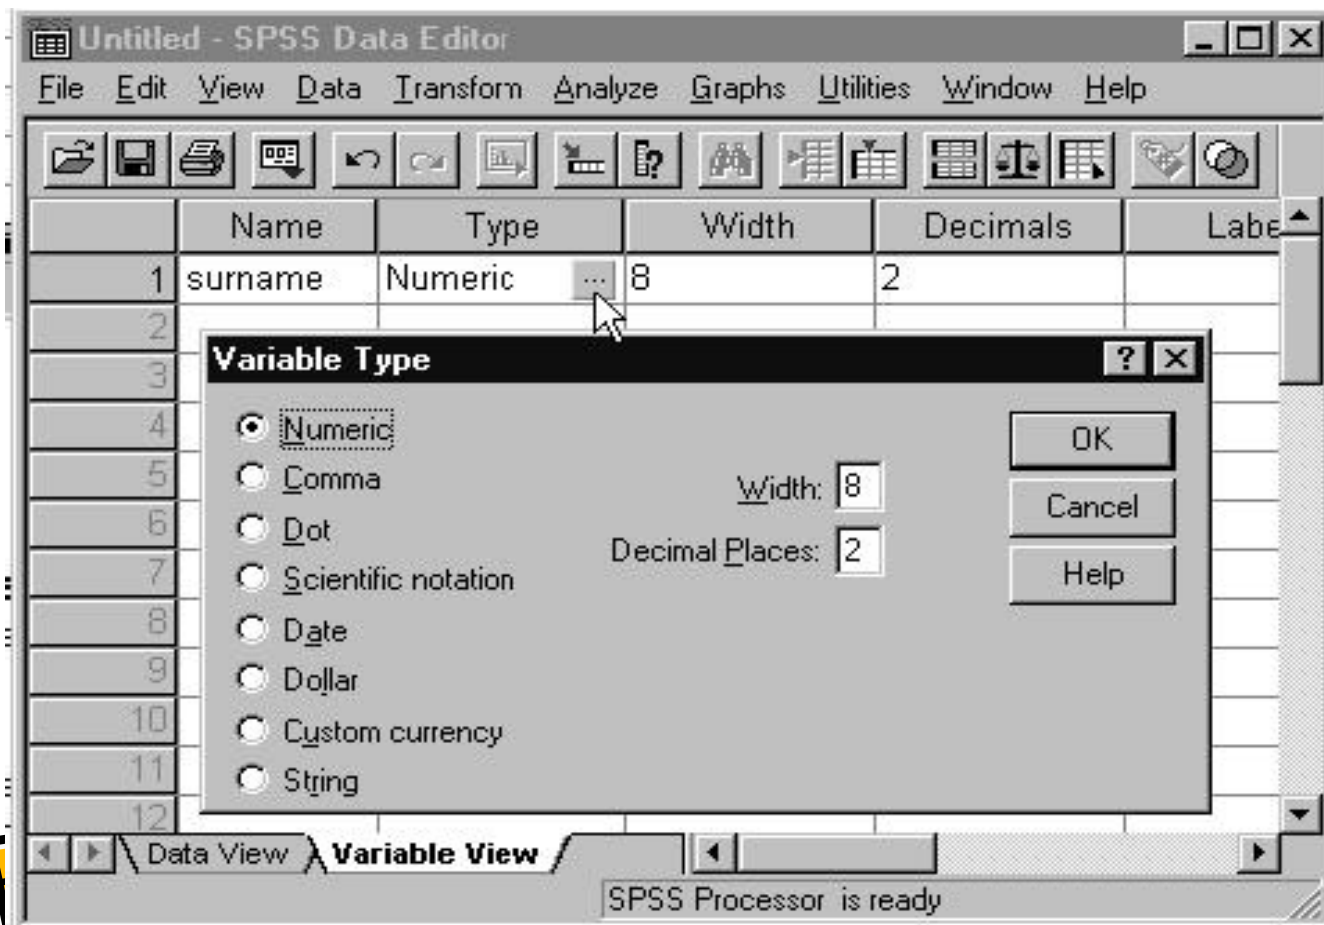 Untitled - SPSS Data Editor
File Edit View Data Transform Analyze Graphs Utilities Window Help
Name Type Width Decimals Labe
1 surname Numeric ... 8 2
2
3
4
5
6
7
8
9
10
11
12
Variable Type
Numeric
Comma
Dot
Scientific notation
Date
Dollar
Custom currency
String
Width: 8
Decimal Places: 2
OK
Cancel
Help
Data View Variable View
SPSS Processor is ready